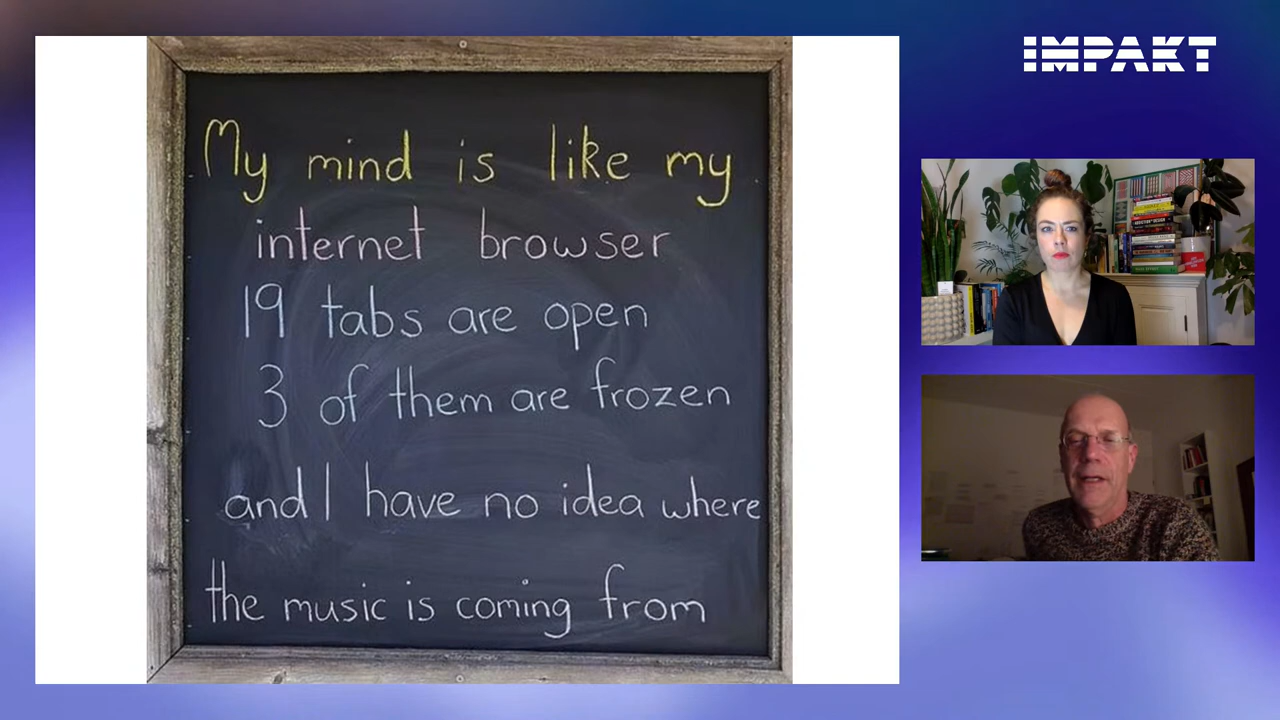 My mind is like my
internet browser
19 tabs are open
3 of them are frozen
and I have no idea where
the music is coming from
IMPAKT